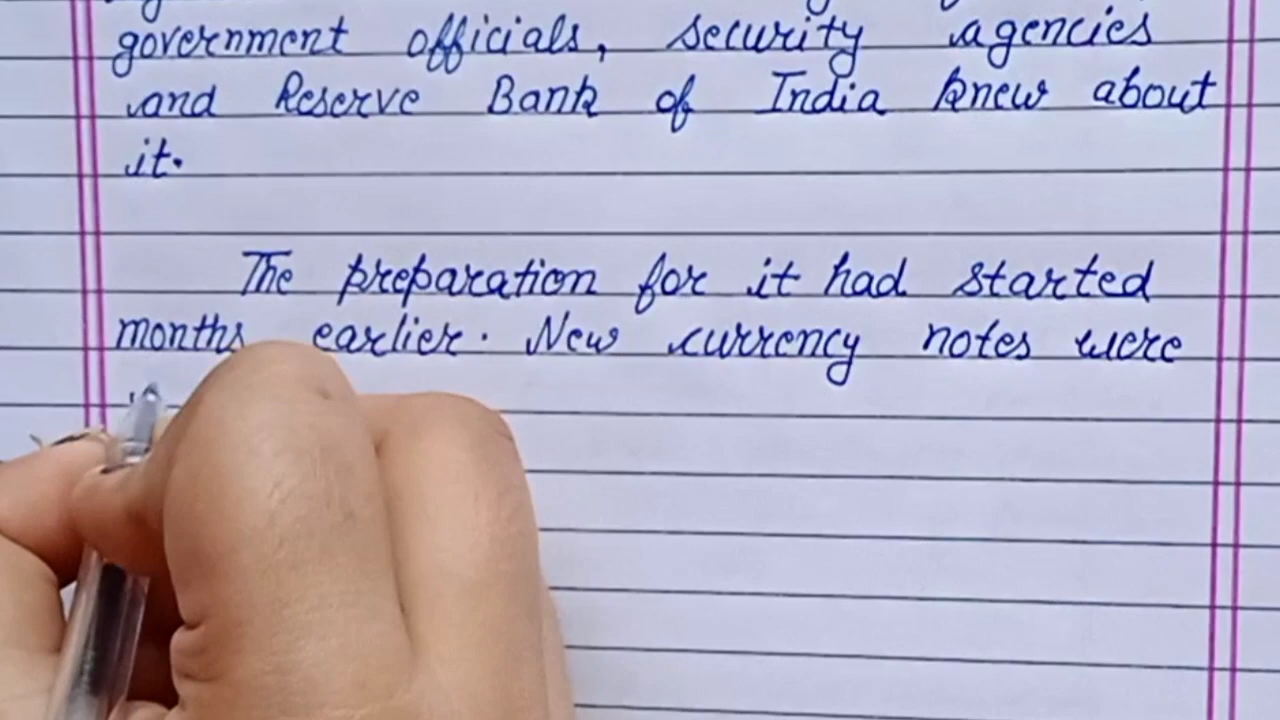 government officials, security agencies
and Reserve Bank of India knew about
it.
The preparation for it had started
months earlier. New currency notes were